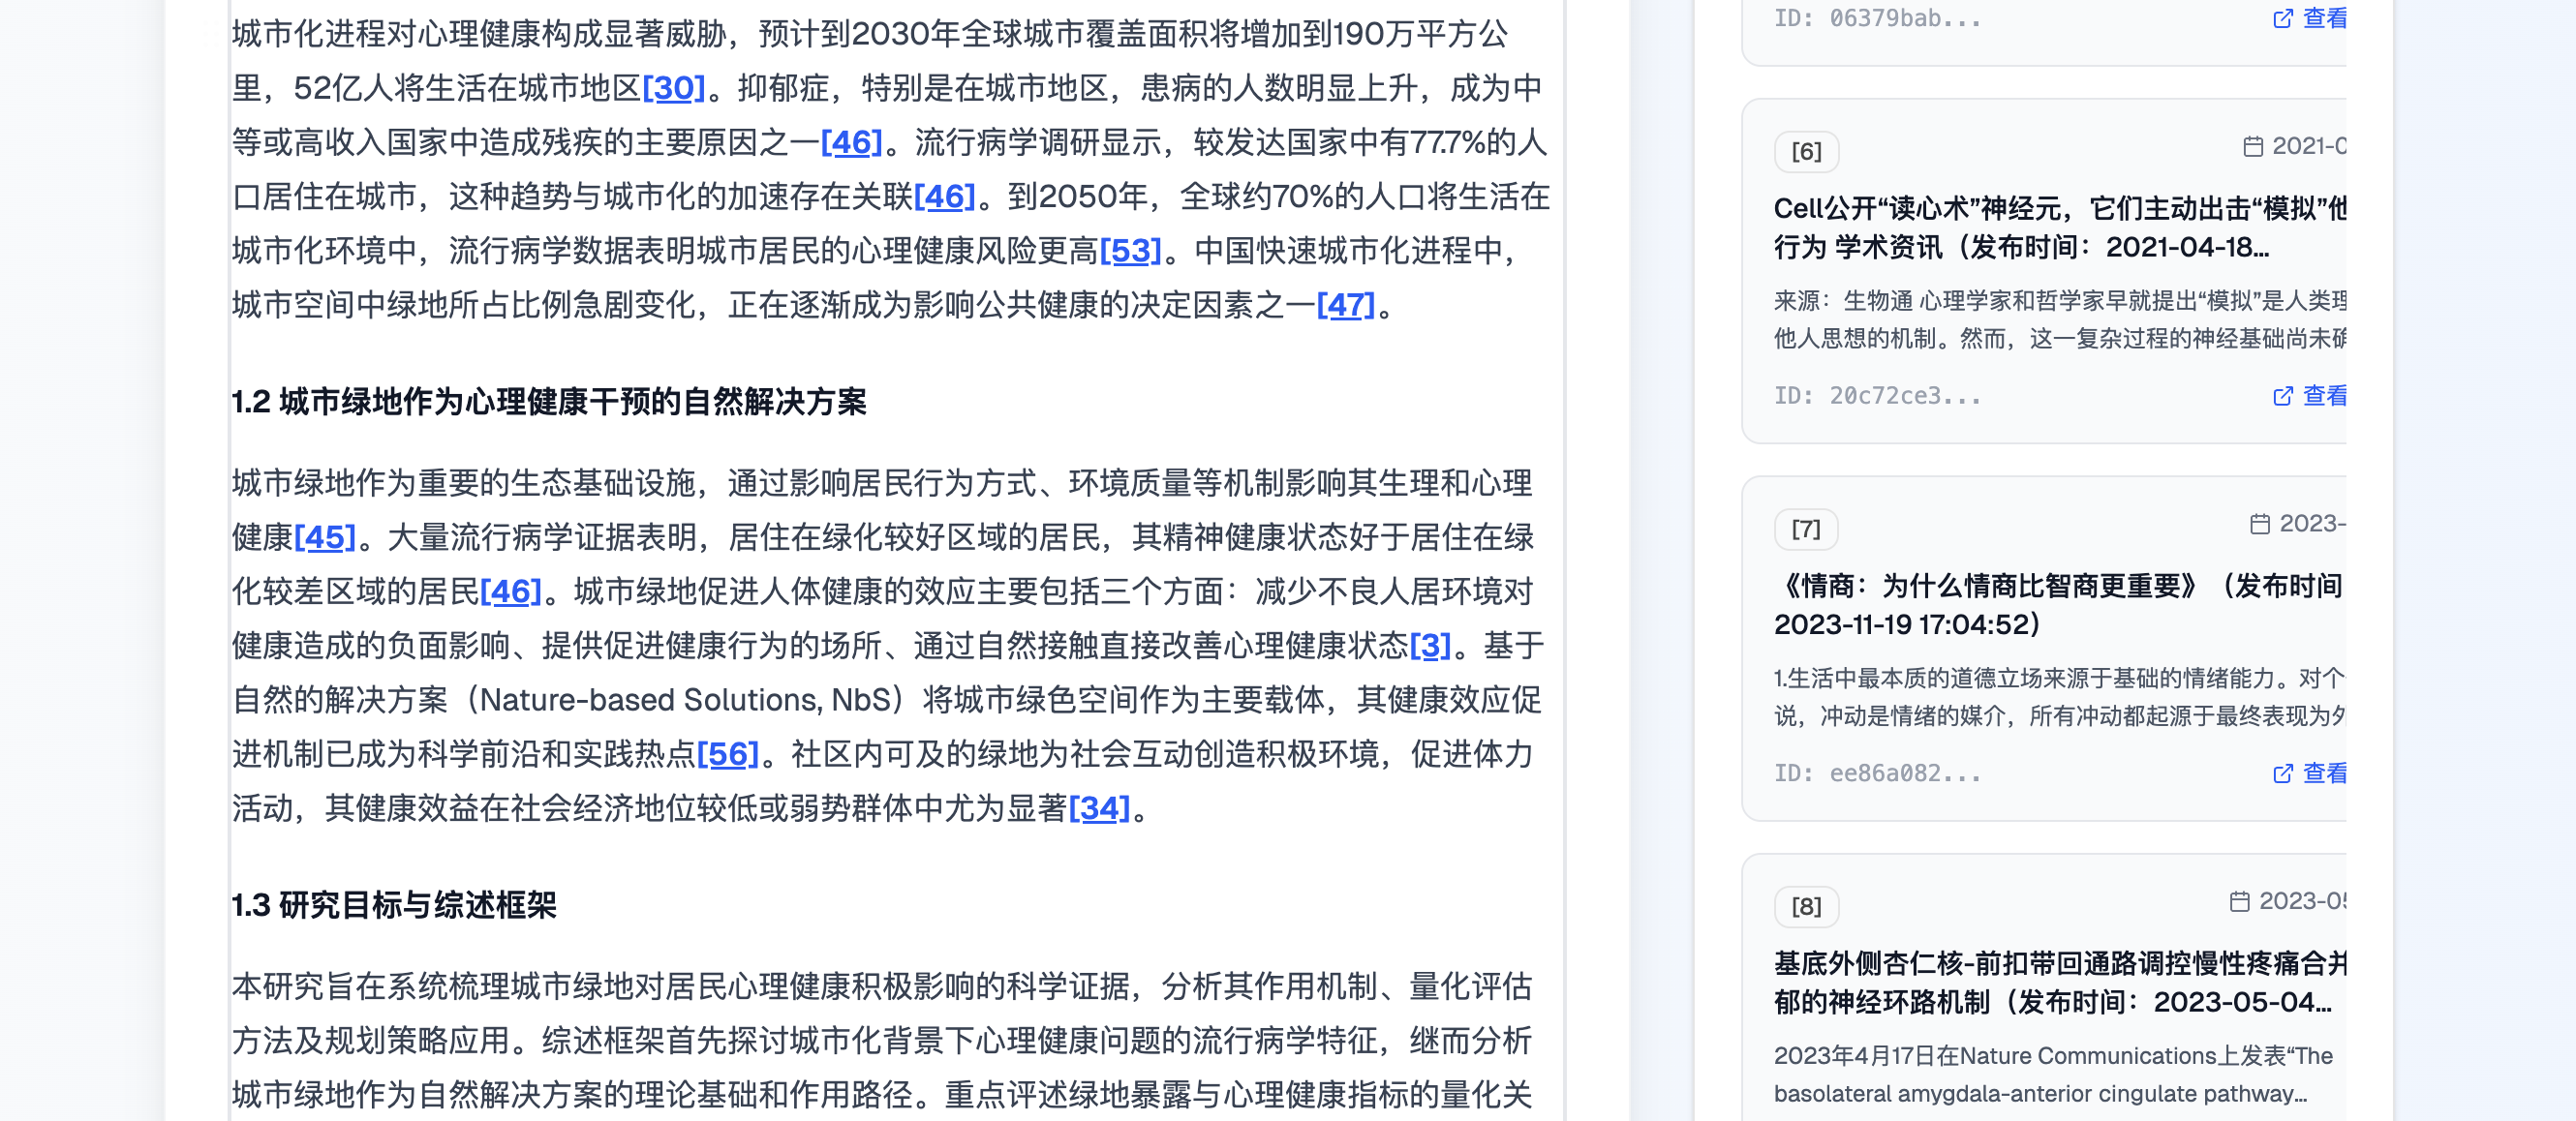 城市化进程对心理健康构成显著威胁，预计到2030年全球城市覆盖面积将增加到190万平方公
里，52亿人将生活在城市地区[30]。抑郁症，特别是在城市地区，患病的人数明显上升，成为中
等或高收入国家中造成残疾的主要原因之一[46]。流行病学调研显示，较发达国家中有77.7%的人
口居住在城市，这种趋势与城市化的加速存在关联[46]。到2050年，全球约70%的人口将生活在
城市化环境中，流行病学数据表明城市居民的心理健康风险更高[53]。中国快速城市化进程中，
城市空间中绿地所占比例急剧变化，正在逐渐成为影响公共健康的决定因素之一[47]。
1.2 城市绿地作为心理健康干预的自然解决方案
城市绿地作为重要的生态基础设施，通过影响居民行为方式、环境质量等机制影响其生理和心理
健康[45]。大量流行病学证据表明，居住在绿化较好区域的居民，其精神健康状态好于居住在绿
化较差区域的居民[46]。城市绿地促进人体健康的效应主要包括三个方面：减少不良人居环境对
健康造成的负面影响、提供促进健康行为的场所、通过自然接触直接改善心理健康状态[3]。基于
自然的解决方案（Nature-based Solutions, NbS）将城市绿色空间作为主要载体，其健康效应促
进机制已成为科学前沿和实践热点[56]。社区内可及的绿地为社会互动创造积极环境，促进体力
活动，其健康效益在社会经济地位较低或弱势群体中尤为显著[34]。
1.3 研究目标与综述框架
本研究旨在系统梳理城市绿地对居民心理健康积极影响的科学证据，分析其作用机制、量化评估
方法及规划策略应用。综述框架首先探讨城市化背景下心理健康问题的流行病学特征，继而分析
城市绿地作为自然解决方案的理论基础和作用路径。重点评述绿地暴露与心理健康指标的量化关
ID: 06379bab...
查看
[6]
2021-0
Cell公开“读心术”神经元，它们主动出击“模拟”他
行为 学术资讯（发布时间：2021-04-18...
来源：生物通 心理学家和哲学家早就提出“模拟”是人类理
他人思想的机制。然而，这一复杂过程的神经基础尚未确
ID: 20c72ce3...
查看
[7]
2023-
《情商：为什么情商比智商更重要》（发布时间
2023-11-19 17:04:52）
1.生活中最本质的道德立场来源于基础的情绪能力。对个
说，冲动是情绪的媒介，所有冲动都起源于最终表现为外
ID: ee86a082...
查看
[8]
2023-05
基底外侧杏仁核-前扣带回通路调控慢性疼痛合并
郁的神经环路机制（发布时间：2023-05-04...
2023年4月17日在Nature Communications上发表“The
basolateral amygdala-anterior cingulate pathway...